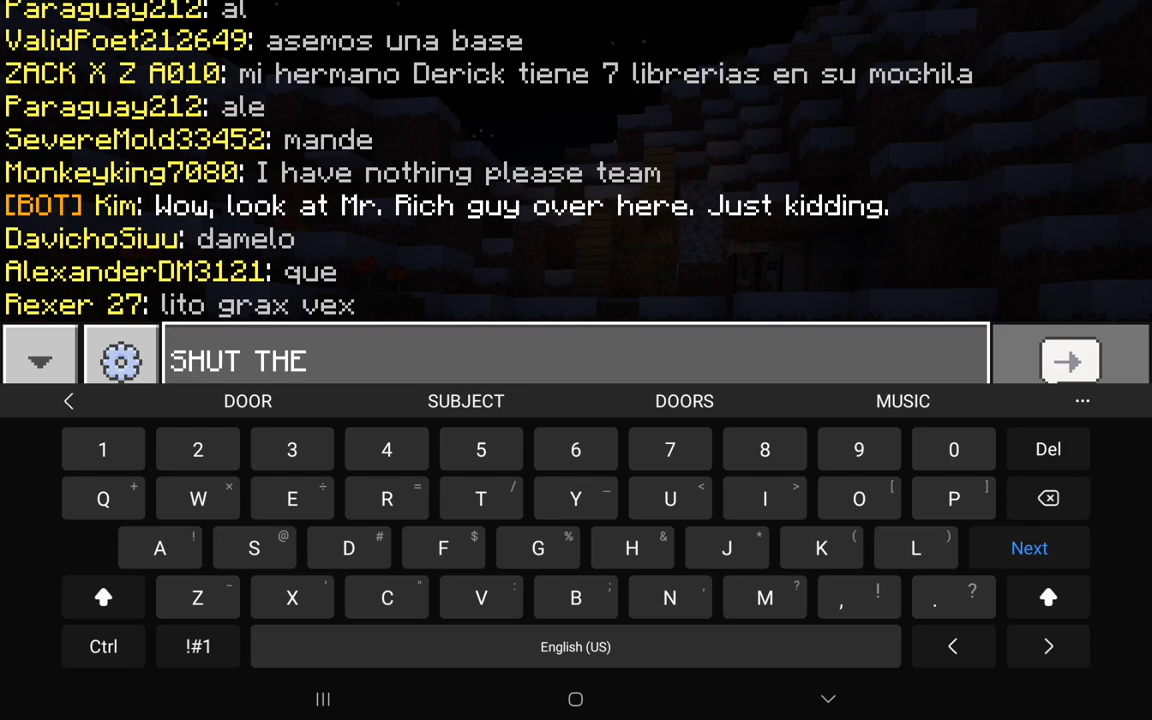 Paraguay212: al
ValidPoet212649: asemos una base
ZACK X Z A010: mi hermano Derick tiene 7 librerias en su mochila
Paraguay212: ale
SevereMold33452: mande
Monkeyking7080: I have nothing please team
[BOT] Kim: Wow, look at Mr. Rich guy over here. Just kidding.
DavichoSiuu: damelo
AlexanderDM3121: que
Rexer 27: lito grax vex
SHUT THE
DOOR SUBJECT DOORS MUSIC ...
1 2 3 4 5 6 7 8 9 0 Del
Q + W × E ÷ R = T / Y _ U < I > O [ P ]
A ! S @ D # F $ G % H & J * K ( L ) Next
Z - X ' C " V : B ; N , M ? , ! . ?
Ctrl !#1 English (US) < >